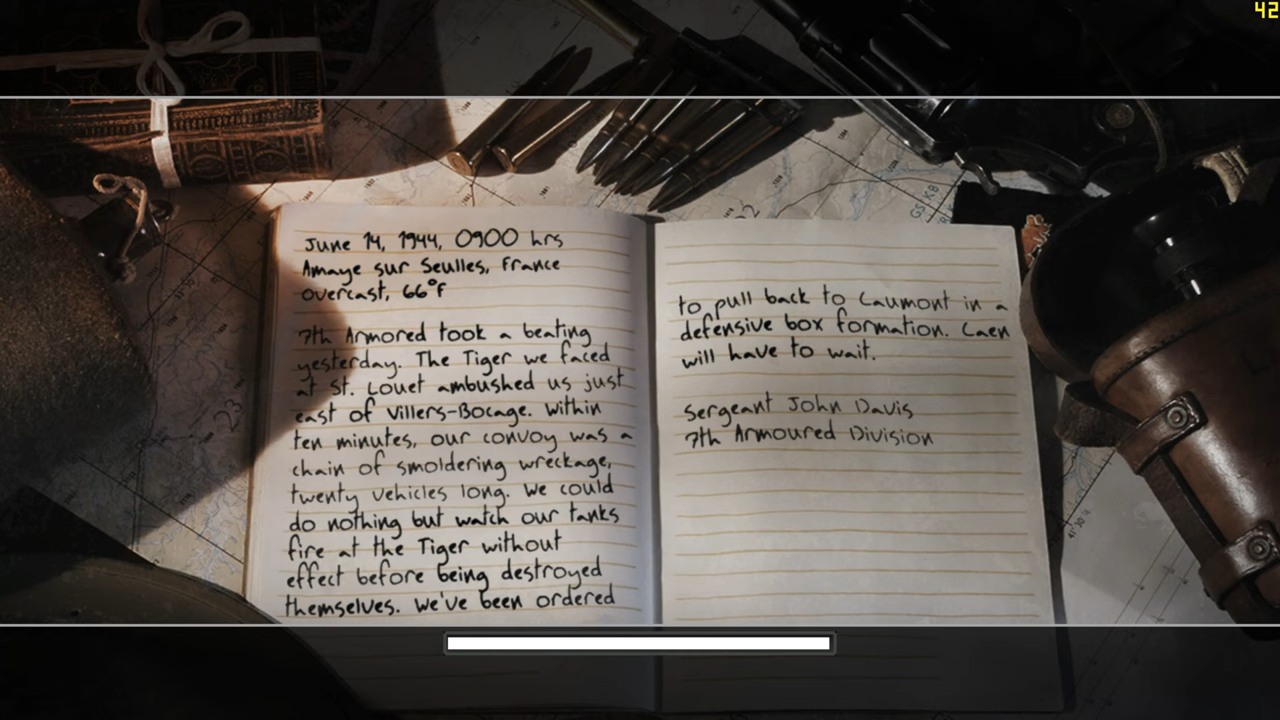 42
June 14, 1944, 0900 hrs
Amaye sur Seulles, France
Overcast, 66°F
7th Armored took a beating
yesterday. The Tiger we faced
at St. Louet ambushed us just
east of Villers-Bocage. Within
ten minutes, our convoy was a
chain of smoldering wreckage,
twenty vehicles long. We could
do nothing but watch our tanks
fire at the Tiger without
effect before being destroyed
themselves. We've been ordered
to pull back to Caumont in a
defensive box formation. Caen
will have to wait.
Sergeant John Davis
7th Armoured Division